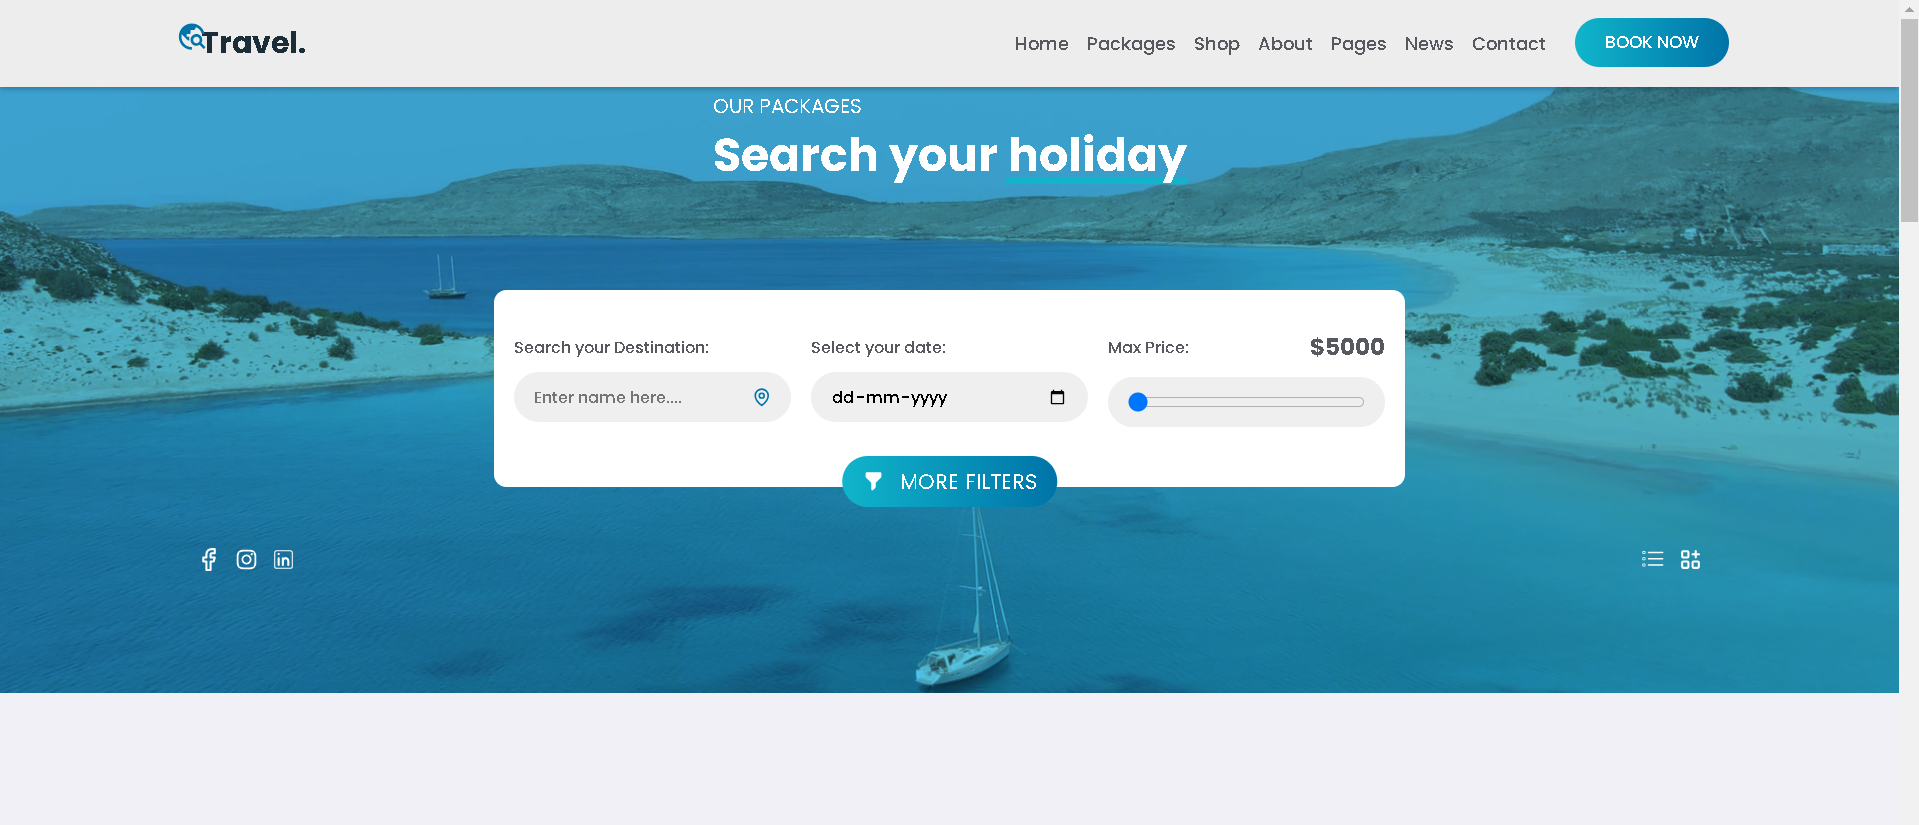 Travel.
Home Packages Shop About Pages News Contact BOOK NOW
OUR PACKAGES
Search your holiday
Search your Destination: Select your date: Max Price: $5000
Enter name here.... dd-mm-yyyy
MORE FILTERS